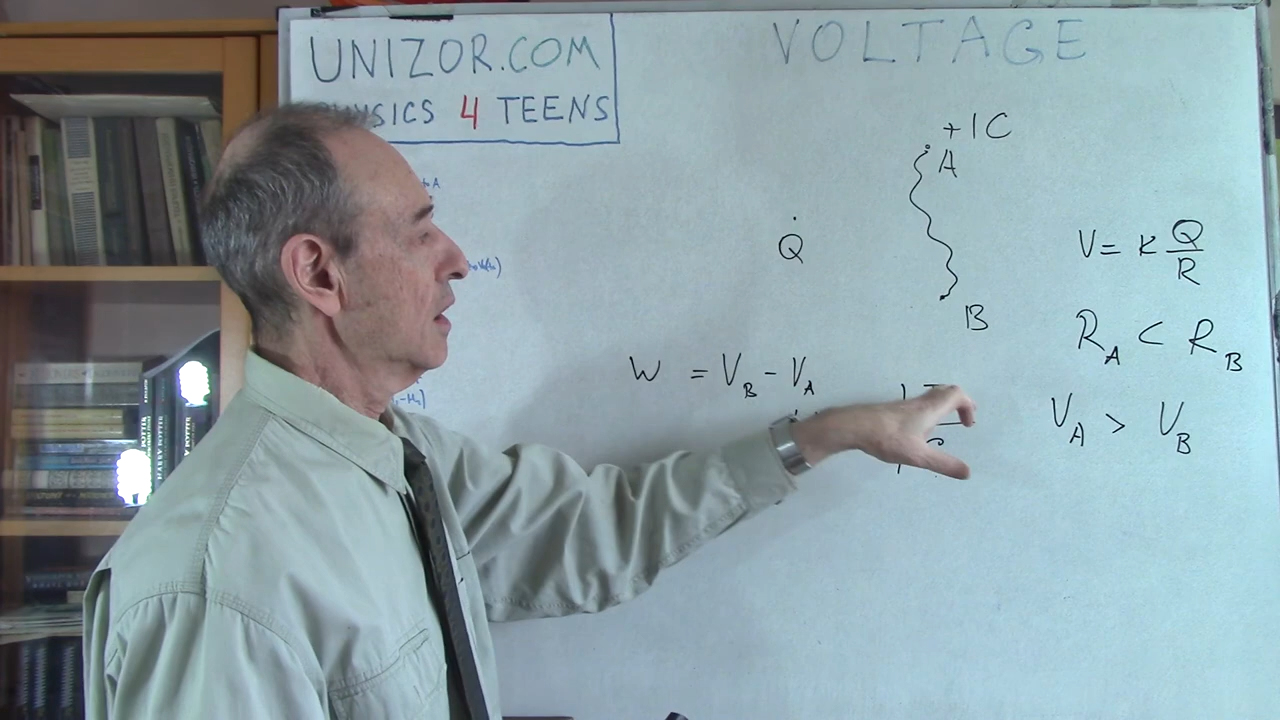 VOLTAGE
UNIZOR.COM
PHYSICS 4 TEENS
+1C
A
Q
V = K Q/R
B
R_A < R_B
W = V_B - V_A
V_A > V_B